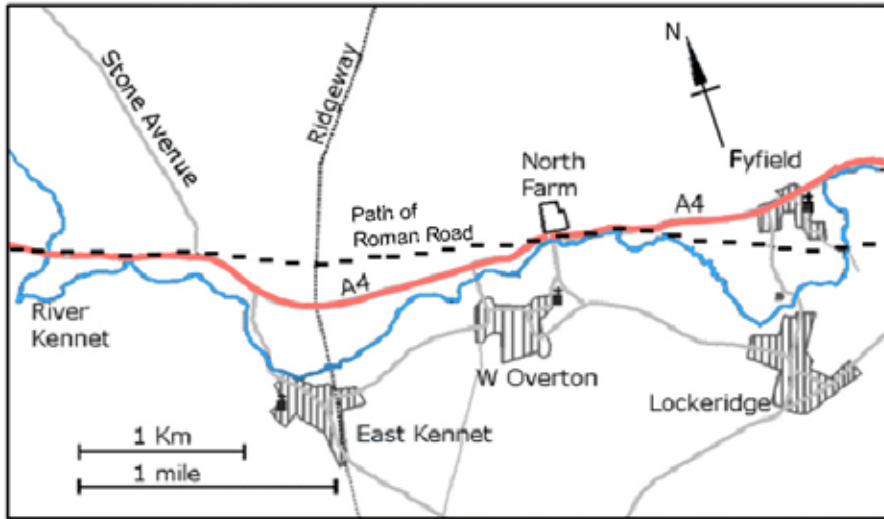 Stone Avenue
Ridgeway
N
North
Farm
Fyfield
A4
Path of
Roman Road
A4
River
Kennet
W Overton
Lockeridge
East Kennet
1 Km
1 mile